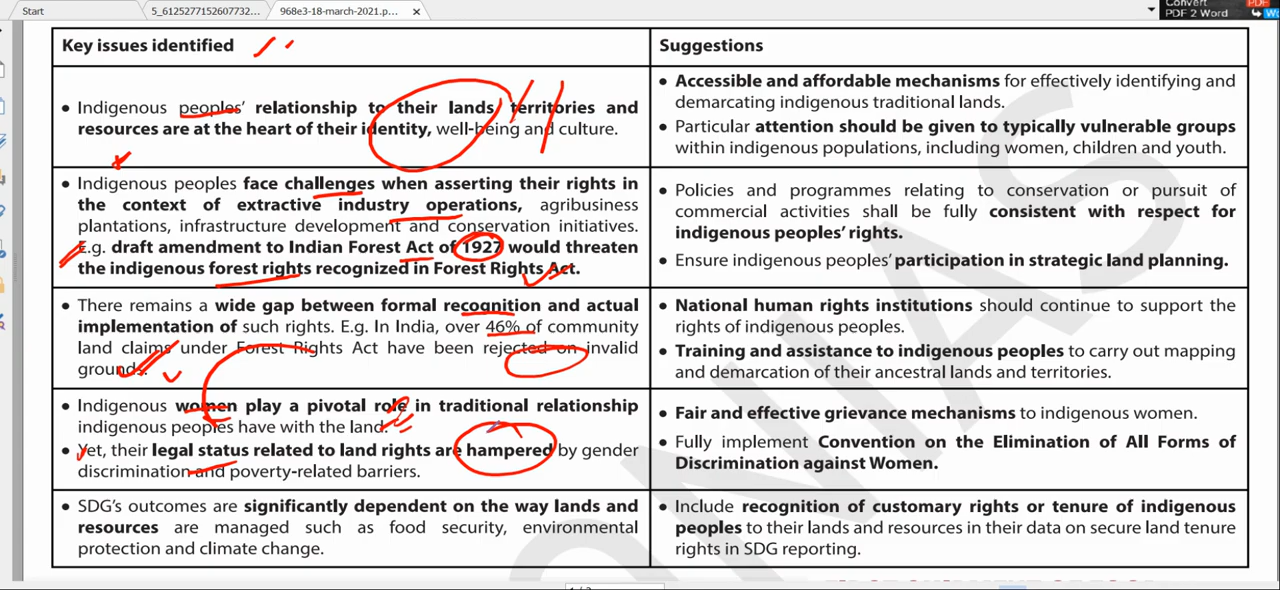 Start
5_6125277152607732...
968e3-18-march-2021.p...
Convert
PDF 2 Word
PDF
Key issues identified
Suggestions
• Indigenous peoples’ relationship to their lands, territories and
resources are at the heart of their identity, well-being and culture.
• Accessible and affordable mechanisms for effectively identifying and
demarcating indigenous traditional lands.
• Particular attention should be given to typically vulnerable groups
within indigenous populations, including women, children and youth.
• Indigenous peoples face challenges when asserting their rights in
the context of extractive industry operations, agribusiness
plantations, infrastructure development and conservation initiatives.
E.g. draft amendment to Indian Forest Act of 1927 would threaten
the indigenous forest rights recognized in Forest Rights Act.
• Policies and programmes relating to conservation or pursuit of
commercial activities shall be fully consistent with respect for
indigenous peoples’ rights.
• Ensure indigenous peoples’ participation in strategic land planning.
• There remains a wide gap between formal recognition and actual
implementation of such rights. E.g. In India, over 46% of community
land claims under Forest Rights Act have been rejected on invalid
grounds.
• National human rights institutions should continue to support the
rights of indigenous peoples.
• Training and assistance to indigenous peoples to carry out mapping
and demarcation of their ancestral lands and territories.
• Indigenous women play a pivotal role in traditional relationship
indigenous peoples have with the land.
• Yet, their legal status related to land rights are hampered by gender
discrimination and poverty-related barriers.
• Fair and effective grievance mechanisms to indigenous women.
• Fully implement Convention on the Elimination of All Forms of
Discrimination against Women.
• SDG’s outcomes are significantly dependent on the way lands and
resources are managed such as food security, environmental
protection and climate change.
• Include recognition of customary rights or tenure of indigenous
peoples to their lands and resources in their data on secure land tenure
rights in SDG reporting.